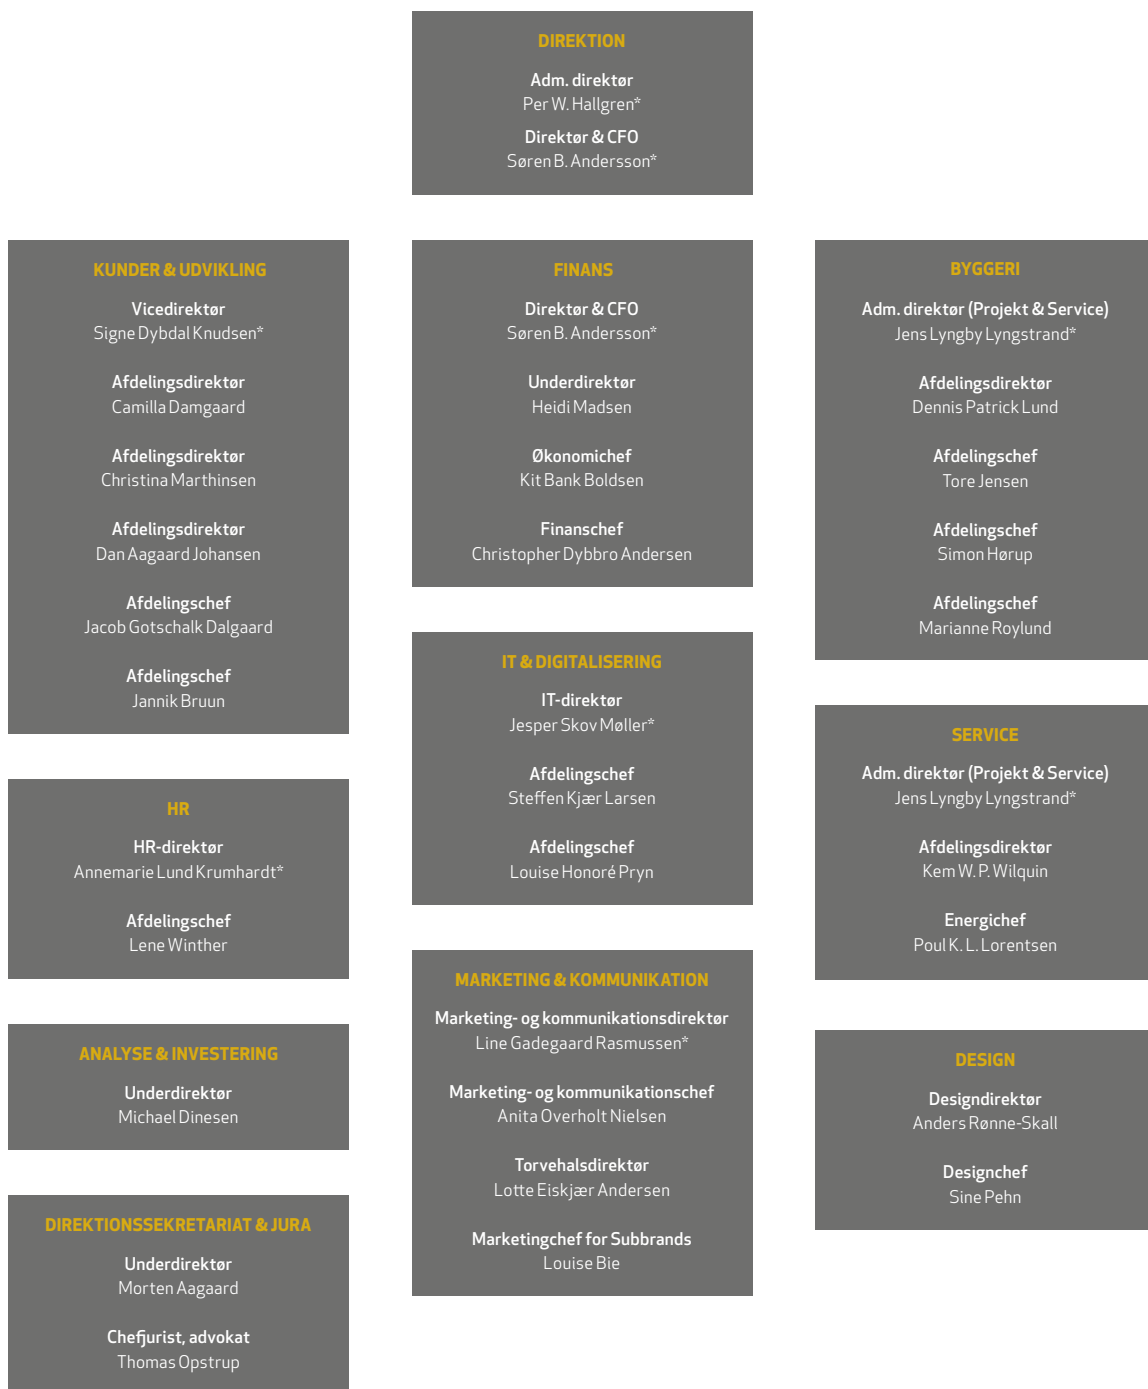 DIREKTION
Adm. direktør
Per W. Hallgren*
Direktør & CFO
Søren B. Andersson*
KUNDER & UDVIKLING
Vicedirektør
Signe Dybdal Knudsen*
Afdelingsdirektør
Camilla Damgaard
Afdelingsdirektør
Christina Marthinsen
Afdelingsdirektør
Dan Aagaard Johansen
Afdelingschef
Jacob Gotschalk Dalgaard
Afdelingschef
Jannik Bruun
HR
HR-direktør
Annemarie Lund Krumhardt*
Afdelingschef
Lene Winther
ANALYSE & INVESTERING
Underdirektør
Michael Dinesen
DIREKTIONSSEKRETARIAT & JURA
Underdirektør
Morten Aagaard
Chefjurist, advokat
Thomas Opstrup
FINANS
Direktør & CFO
Søren B. Andersson*
Underdirektør
Heidi Madsen
Økonomichef
Kit Bank Boldsen
Finanschef
Christopher Dybbro Andersen
IT & DIGITALISERING
IT-direktør
Jesper Skov Møller*
Afdelingschef
Steffen Kjær Larsen
Afdelingschef
Louise Honoré Pryn
MARKETING & KOMMUNIKATION
Marketing- og kommunikationsdirektør
Line Gadegaard Rasmussen*
Marketing- og kommunikationschef
Anita Overholt Nielsen
Torvehalsdirektør
Lotte Eiskjær Andersen
Marketingchef for Subbrands
Louise Bie
BYGGERI
Adm. direktør (Projekt & Service)
Jens Lyngby Lyngstrand*
Afdelingsdirektør
Dennis Patrick Lund
Afdelingschef
Tore Jensen
Afdelingschef
Simon Hørup
Afdelingschef
Marianne Roylund
SERVICE
Adm. direktør (Projekt & Service)
Jens Lyngby Lyngstrand*
Afdelingsdirektør
Kem W. P. Wilquin
Energichef
Poul K. L. Lorentsen
DESIGN
Designdirektør
Anders Rønne-Skall
Designchef
Sine Pehn